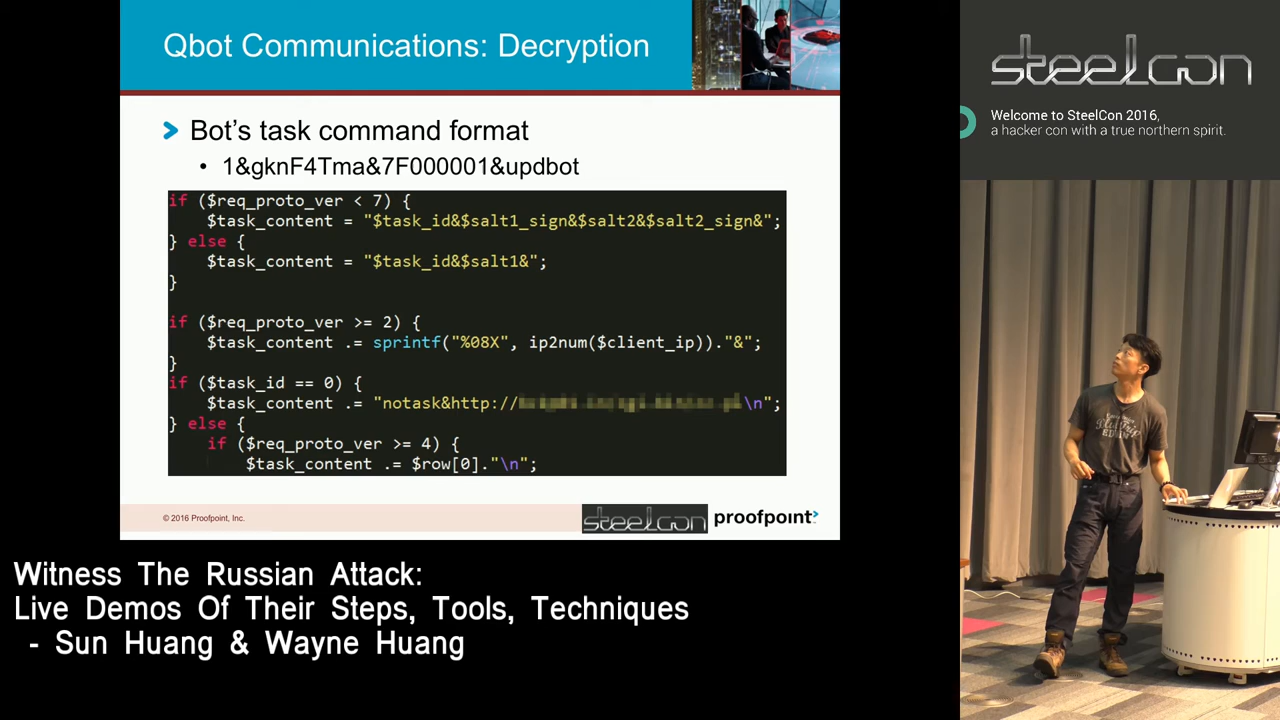 Qbot Communications: Decryption
Bot's task command format
• 1&gknF4Tma&7F000001&updbot
if ($req_proto_ver < 7) {
$task_content = "$task_id&$salt1_sign&$salt2&$salt2_sign&";
} else {
$task_content = "$task_id&$salt1&";
}
if ($req_proto_ver >= 2) {
$task_content .= sprintf("%08X", ip2num($client_ip))."&";
}
if ($task_id == 0) {
$task_content .= "notask&http://\n";
} else {
if ($req_proto_ver >= 4) {
$task_content .= $row[0]."\n";
© 2016 Proofpoint, Inc.
steelcon
proofpoint
Witness The Russian Attack:
Live Demos Of Their Steps, Tools, Techniques
- Sun Huang & Wayne Huang
steelcon
Welcome to SteelCon 2016,
a hacker con with a true northern spirit.